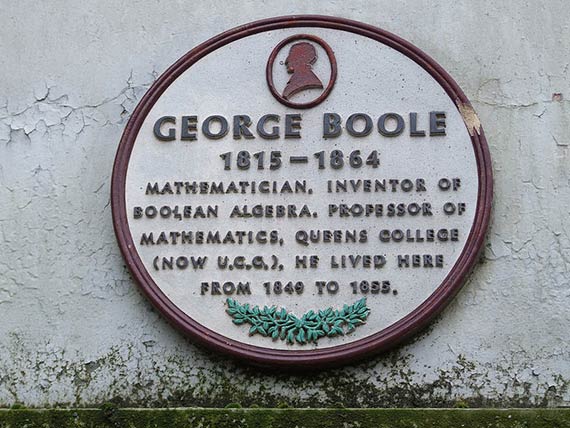 GEORGE BOOLE
1815–1864
MATHEMATICIAN, INVENTOR OF
BOOLEAN ALGEBRA. PROFESSOR OF
MATHEMATICS, QUEENS COLLEGE
(NOW U.C.C.), HE LIVED HERE
FROM 1849 TO 1855.